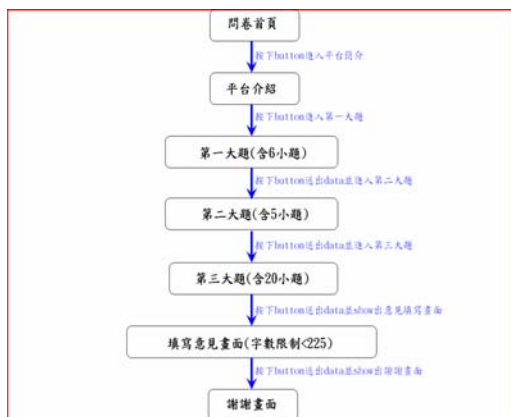 問卷首頁
按下button進入平台簡介
平台介紹
按下button進入第一大題
第一大題(含6小題)
按下button送出data並進入第二大題
第二大題(含5小題)
按下button送出data並進入第三大題
第三大題(含20小題)
按下button送出data並show出意見填寫畫面
填寫意見畫面(字數限制<225)
按下button送出data並show出謝謝畫面
謝謝畫面